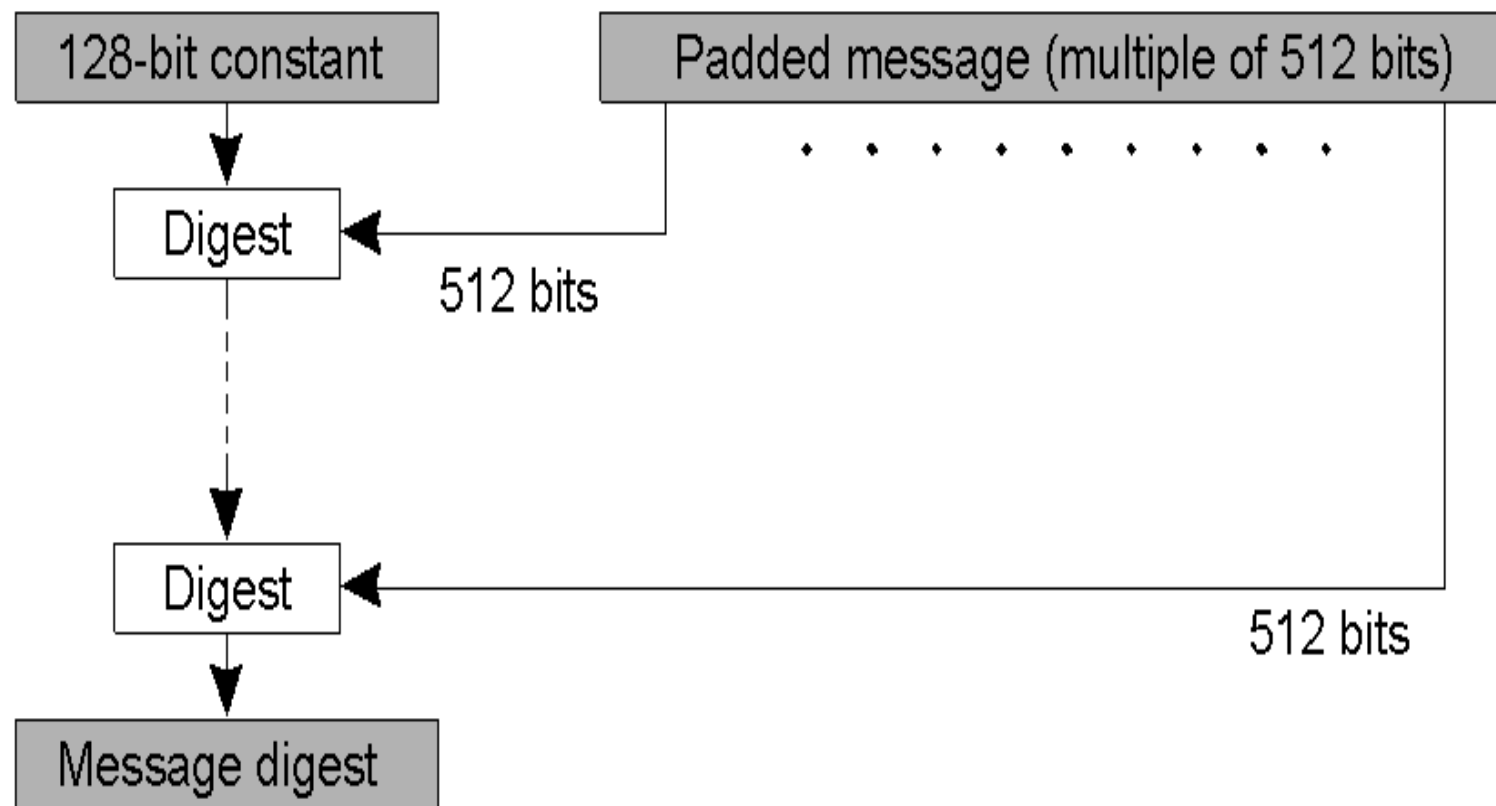 128-bit constant
Padded message (multiple of 512 bits)
Digest
512 bits
Digest
512 bits
Message digest